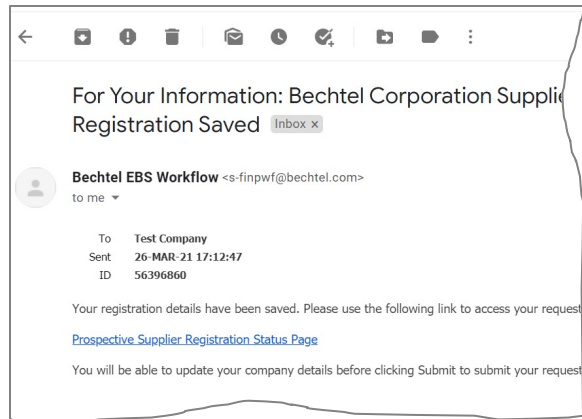 For Your Information: Bechtel Corporation
Registration Saved Inbox x
Bechtel EBS Workflow <s-finpwf@bechtel.com>
to me
To Test Company
Sent 26-MAR-21 17:12:47
ID 56396860
Your registration details have been saved. Please use the following link to access your request
Prospective Supplier Registration Status Page
You will be able to update your company details before clicking Submit to submit your request